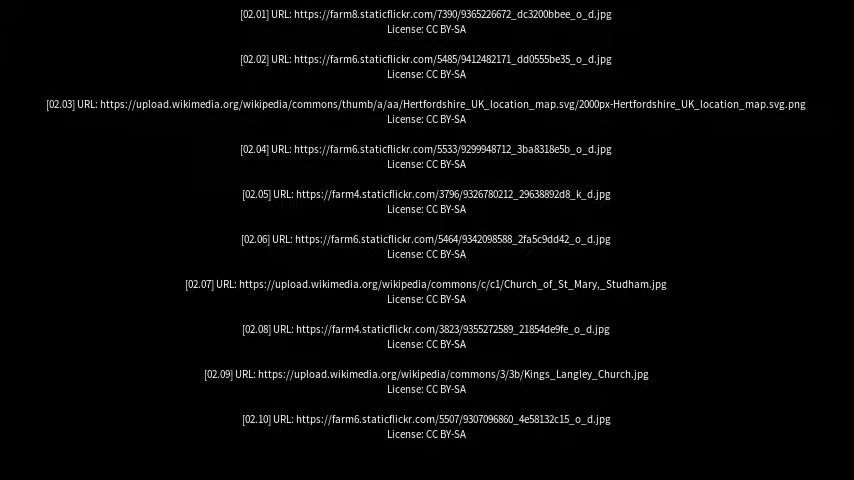 [02.01] URL: https://farm8.staticflickr.com/7390/9365226672_dc3200bbee_o_d.jpg
License: CC BY-SA
[02.02] URL: https://farm6.staticflickr.com/5485/9412482171_dd0555be35_o_d.jpg
License: CC BY-SA
[02.03] URL: https://upload.wikimedia.org/wikipedia/commons/thumb/a/aa/Hertfordshire_UK_location_map.svg/2000px-Hertfordshire_UK_location_map.svg.png
License: CC BY-SA
[02.04] URL: https://farm6.staticflickr.com/5533/9299948712_3ba8318e5b_o_d.jpg
License: CC BY-SA
[02.05] URL: https://farm4.staticflickr.com/3796/9326780212_29638892d8_k_d.jpg
License: CC BY-SA
[02.06] URL: https://farm6.staticflickr.com/5464/9342098588_2fa5c9dd42_o_d.jpg
License: CC BY-SA
[02.07] URL: https://upload.wikimedia.org/wikipedia/commons/c/c1/Church_of_St_Mary,_Studham.jpg
License: CC BY-SA
[02.08] URL: https://farm4.staticflickr.com/3823/9355272589_21854de9fe_o_d.jpg
License: CC BY-SA
[02.09] URL: https://upload.wikimedia.org/wikipedia/commons/3/3b/Kings_Langley_Church.jpg
License: CC BY-SA
[02.10] URL: https://farm6.staticflickr.com/5507/9307096860_4e58132c15_o_d.jpg
License: CC BY-SA